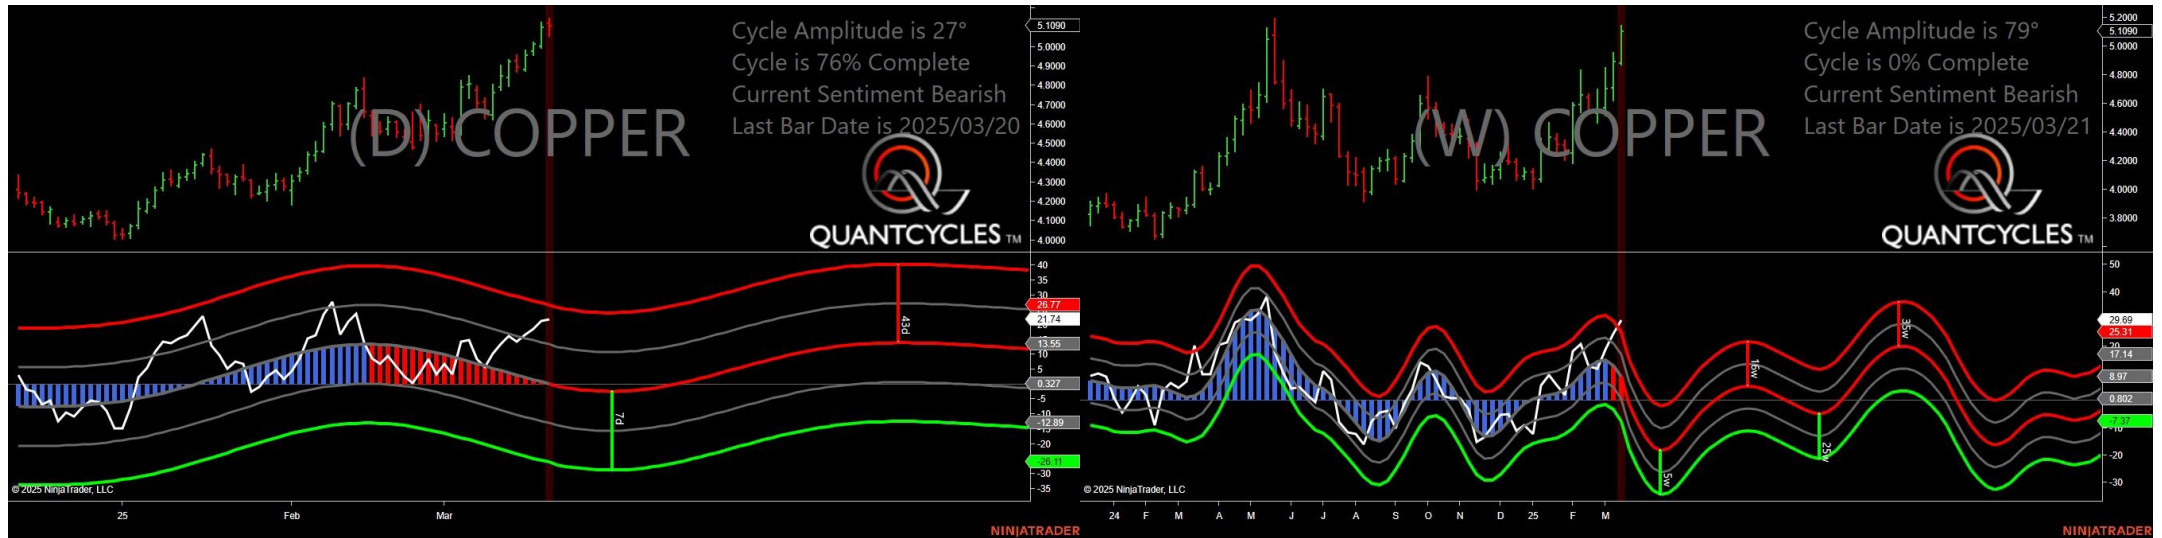 (D) COPPER
Cycle Amplitude is 27°
Cycle is 76% Complete
Current Sentiment Bearish
Last Bar Date is 2025/03/20
QUANTCYCLES TM
5.1090
5.0000
4.9000
4.8000
4.7000
4.6000
4.5000
4.4000
4.3000
4.2000
4.1000
4.0000
40
35
30
26.77
21.74
13.55
10
5
0.327
-5
-10
-12.89
-20
-26.11
-30
-35
43d
7d
© 2025 NinjaTrader, LLC
25
Feb
Mar
NINJATRADER
(W) COPPER
Cycle Amplitude is 79°
Cycle is 0% Complete
Current Sentiment Bearish
Last Bar Date is 2025/03/21
QUANTCYCLES TM
5.2000
5.1090
5.0000
4.8000
4.6000
4.4000
4.2000
4.0000
3.8000
50
40
29.69
25.31
20
17.14
8.97
0.802
-7.37
-10
-20
-30
16w
35w
25w
5w
© 2025 NinjaTrader, LLC
24 F M A M J J A S O N D 25 F M
NINJATRADER